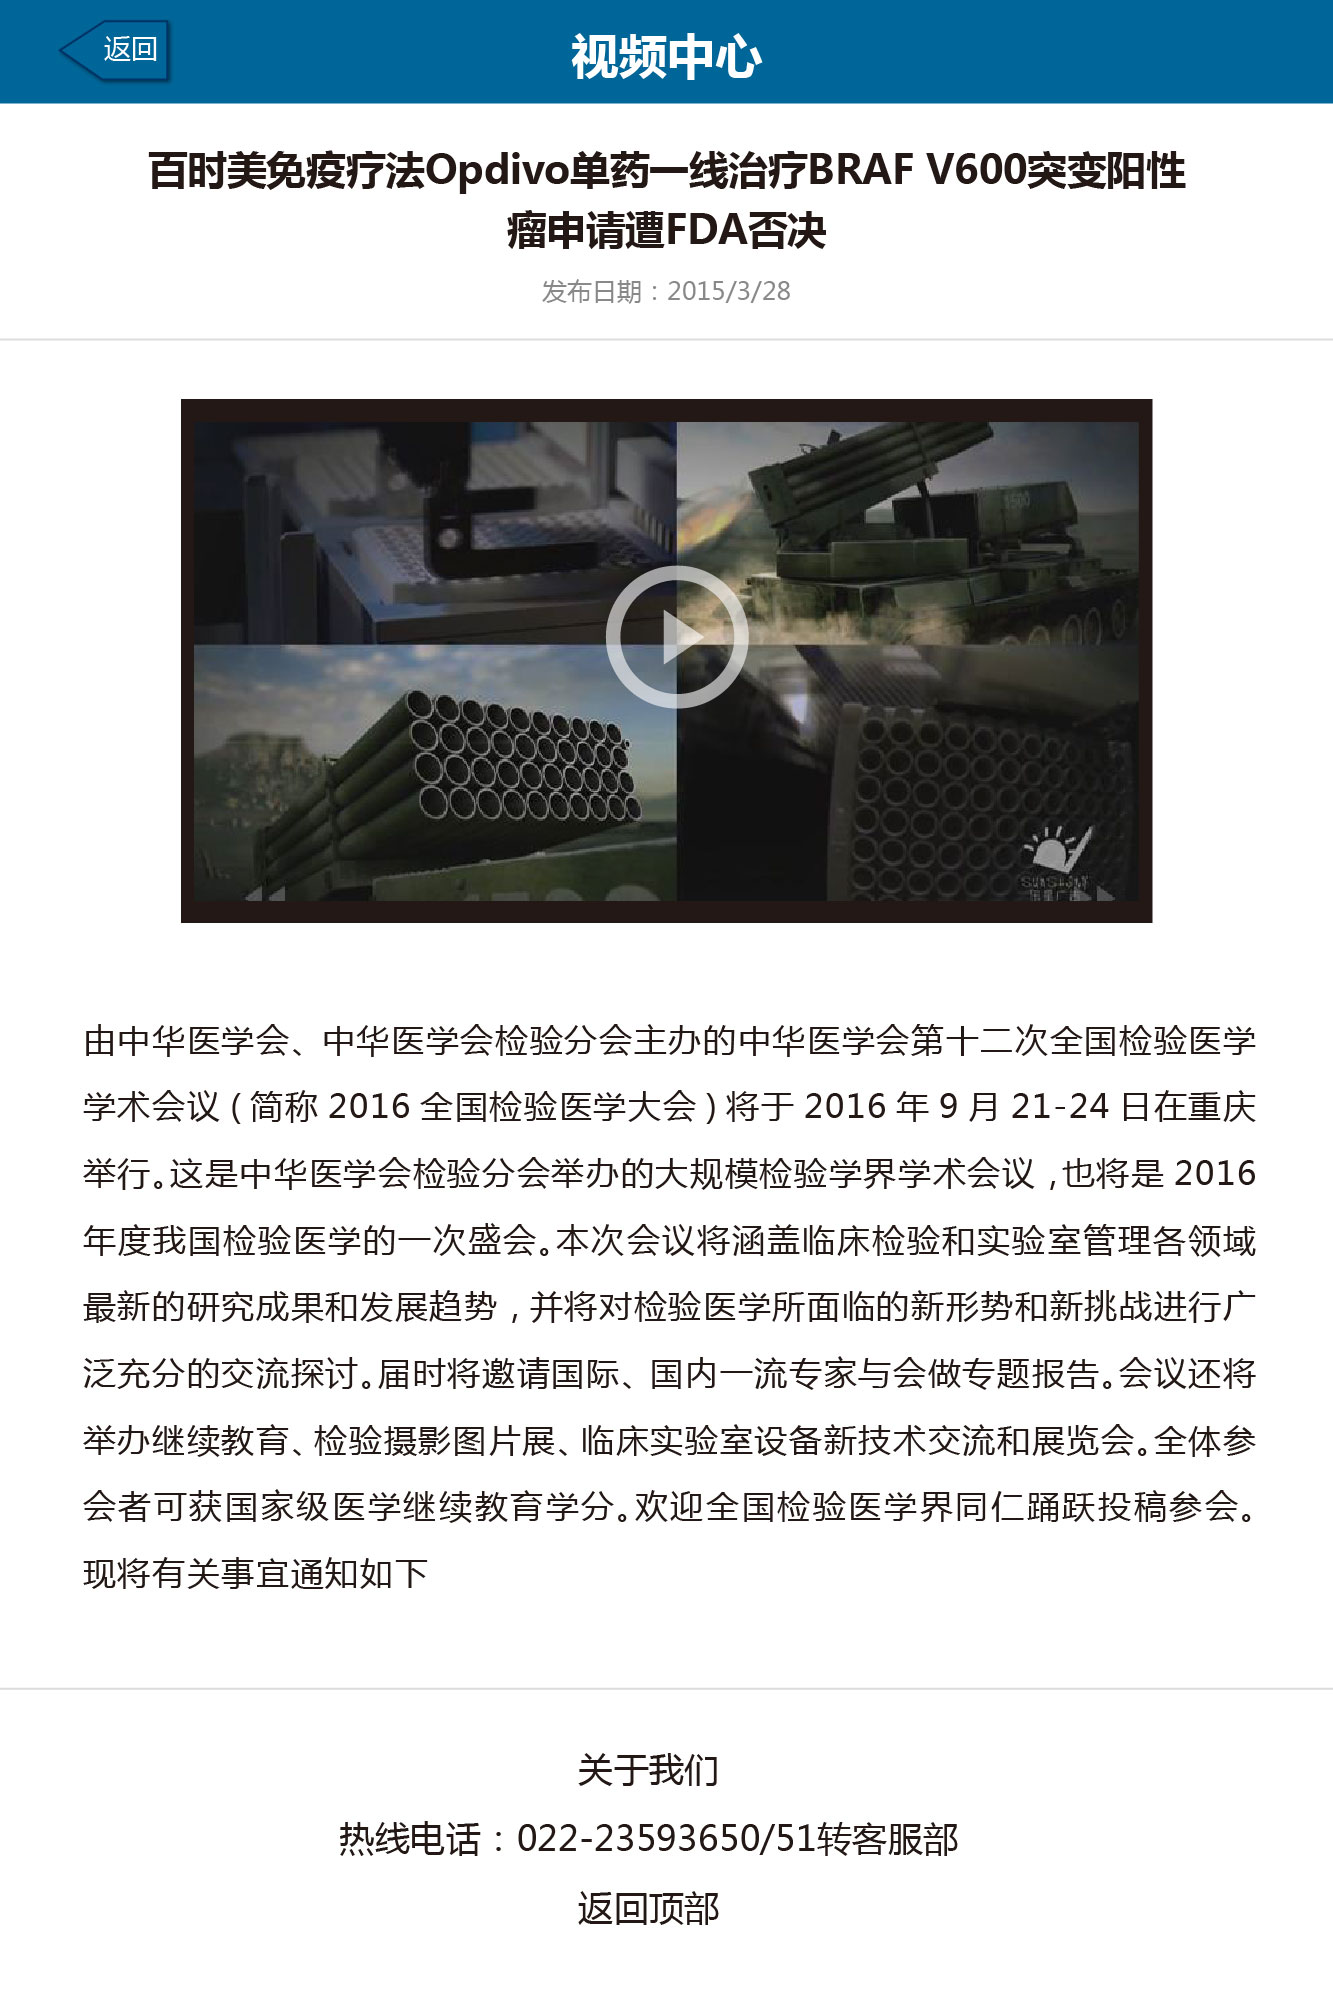 返回
视频中心
百时美免疫疗法Opdivo单药一线治疗BRAF V600突变阳性
瘤申请遭FDA否决
发布日期：2015/3/28
由中华医学会、中华医学会检验分会主办的中华医学会第十二次全国检验医学
学术会议（简称 2016 全国检验医学大会）将于 2016 年 9 月 21-24 日在重庆
举行。这是中华医学会检验分会举办的大规模检验学界学术会议，也将是 2016
年度我国检验医学的一次盛会。本次会议将涵盖临床检验和实验室管理各领域
最新的研究成果和发展趋势，并将对检验医学所面临的新形势和新挑战进行广
泛充分的交流探讨。届时将邀请国际、国内一流专家与会做专题报告。会议还将
举办继续教育、检验摄影图片展、临床实验室设备新技术交流和展览会。全体参
会者可获国家级医学继续教育学分。欢迎全国检验医学界同仁踊跃投稿参会。
现将有关事宜通知如下
关于我们
热线电话：022-23593650/51转客服部
返回顶部